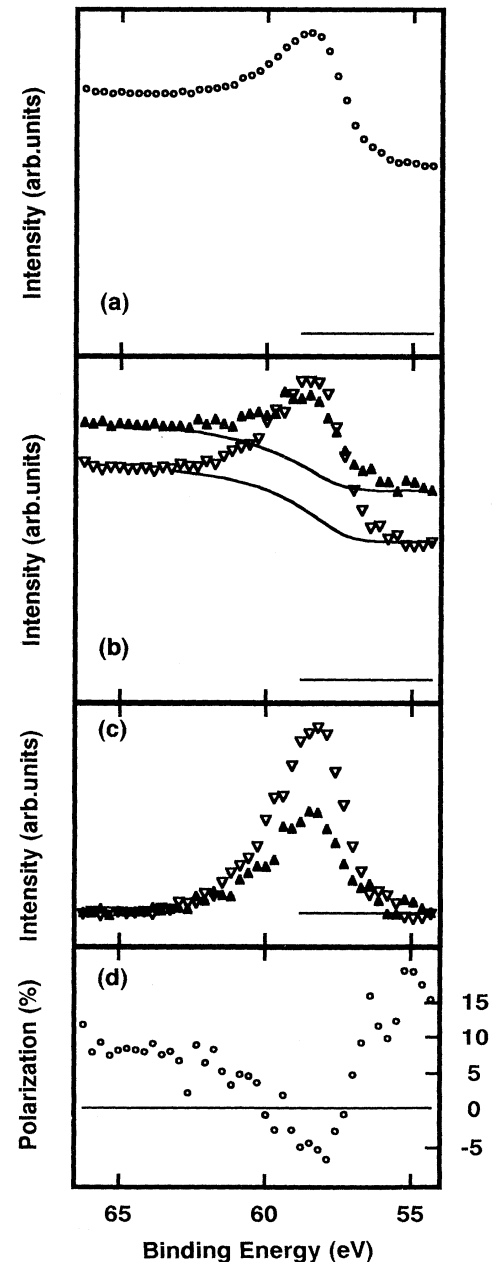 Intensity (arb.units)
(a)
Intensity (arb.units)
(b)
Intensity (arb.units)
(c)
Polarization (%)
(d)
15
10
5
0
-5
65 60 55
Binding Energy (eV)